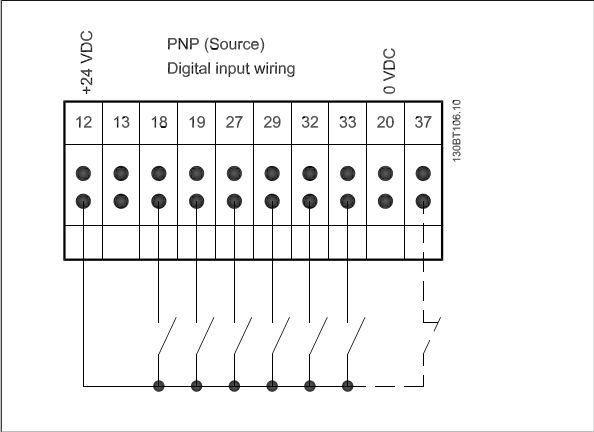 PNP (Source)
Digital input wiring
+24 VDC
0 VDC
12 13 18 19 27 29 32 33 20 37
130BT106.10